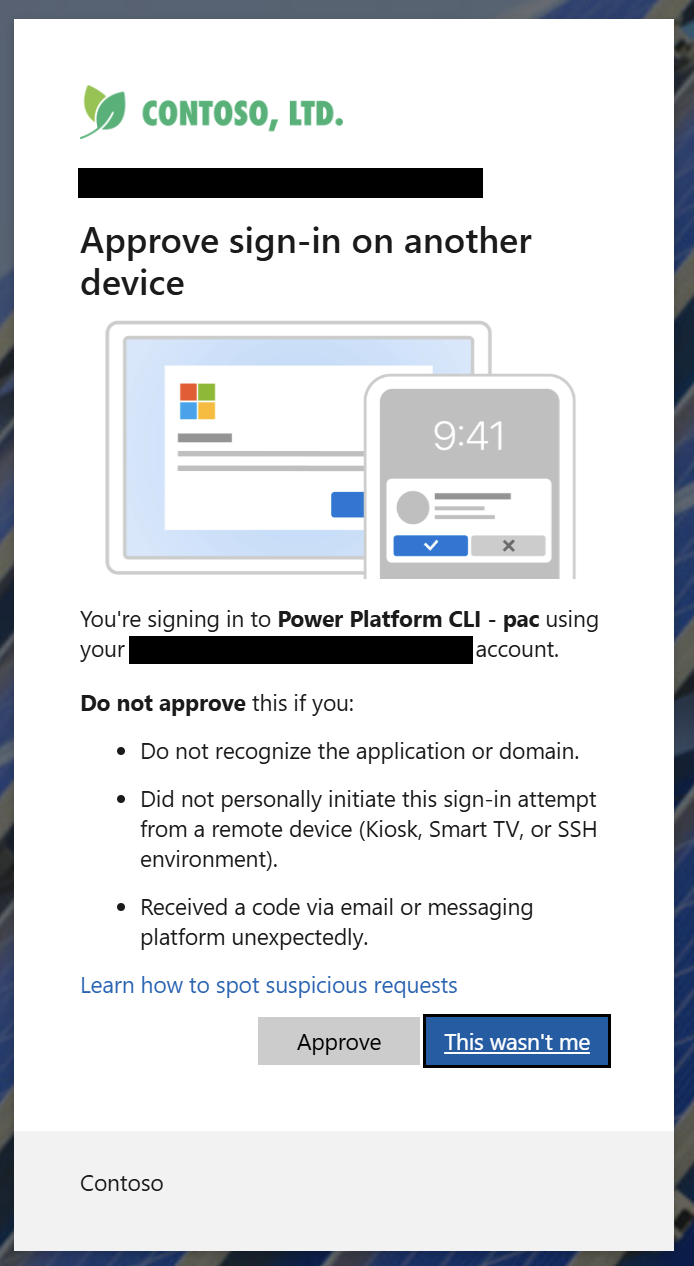 CONTOSO, LTD.
Approve sign-in on another
device
9:41
You're signing in to Power Platform CLI - pac using
your account.
Do not approve this if you:
• Do not recognize the application or domain.
• Did not personally initiate this sign-in attempt
from a remote device (Kiosk, Smart TV, or SSH
environment).
• Received a code via email or messaging
platform unexpectedly.
Learn how to spot suspicious requests
Approve This wasn't me
Contoso